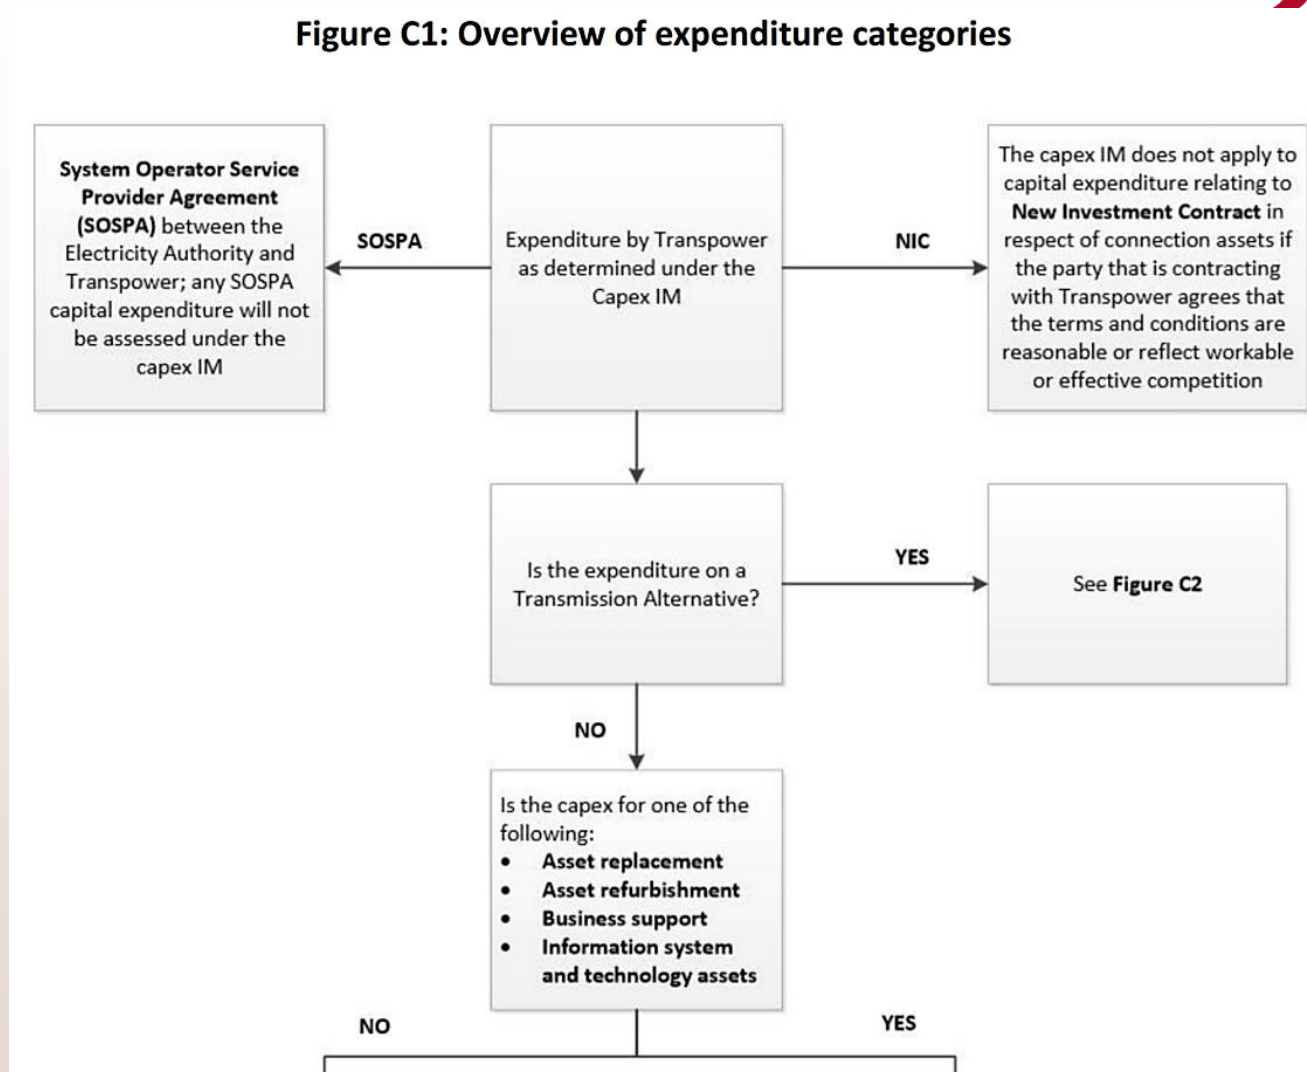 Figure C1: Overview of expenditure categories
System Operator Service
Provider Agreement
(SOSPA) between the
Electricity Authority and
Transpower; any SOSPA
capital expenditure will not
be assessed under the
capex IM
SOSPA
Expenditure by Transpower
as determined under the
Capex IM
NIC
The capex IM does not apply to
capital expenditure relating to
New Investment Contract in
respect of connection assets if
the party that is contracting
with Transpower agrees that
the terms and conditions are
reasonable or reflect workable
or effective competition
Is the expenditure on a
Transmission Alternative?
YES
See Figure C2
NO
Is the capex for one of the
following:
• Asset replacement
• Asset refurbishment
• Business support
• Information system
and technology assets
NO
YES